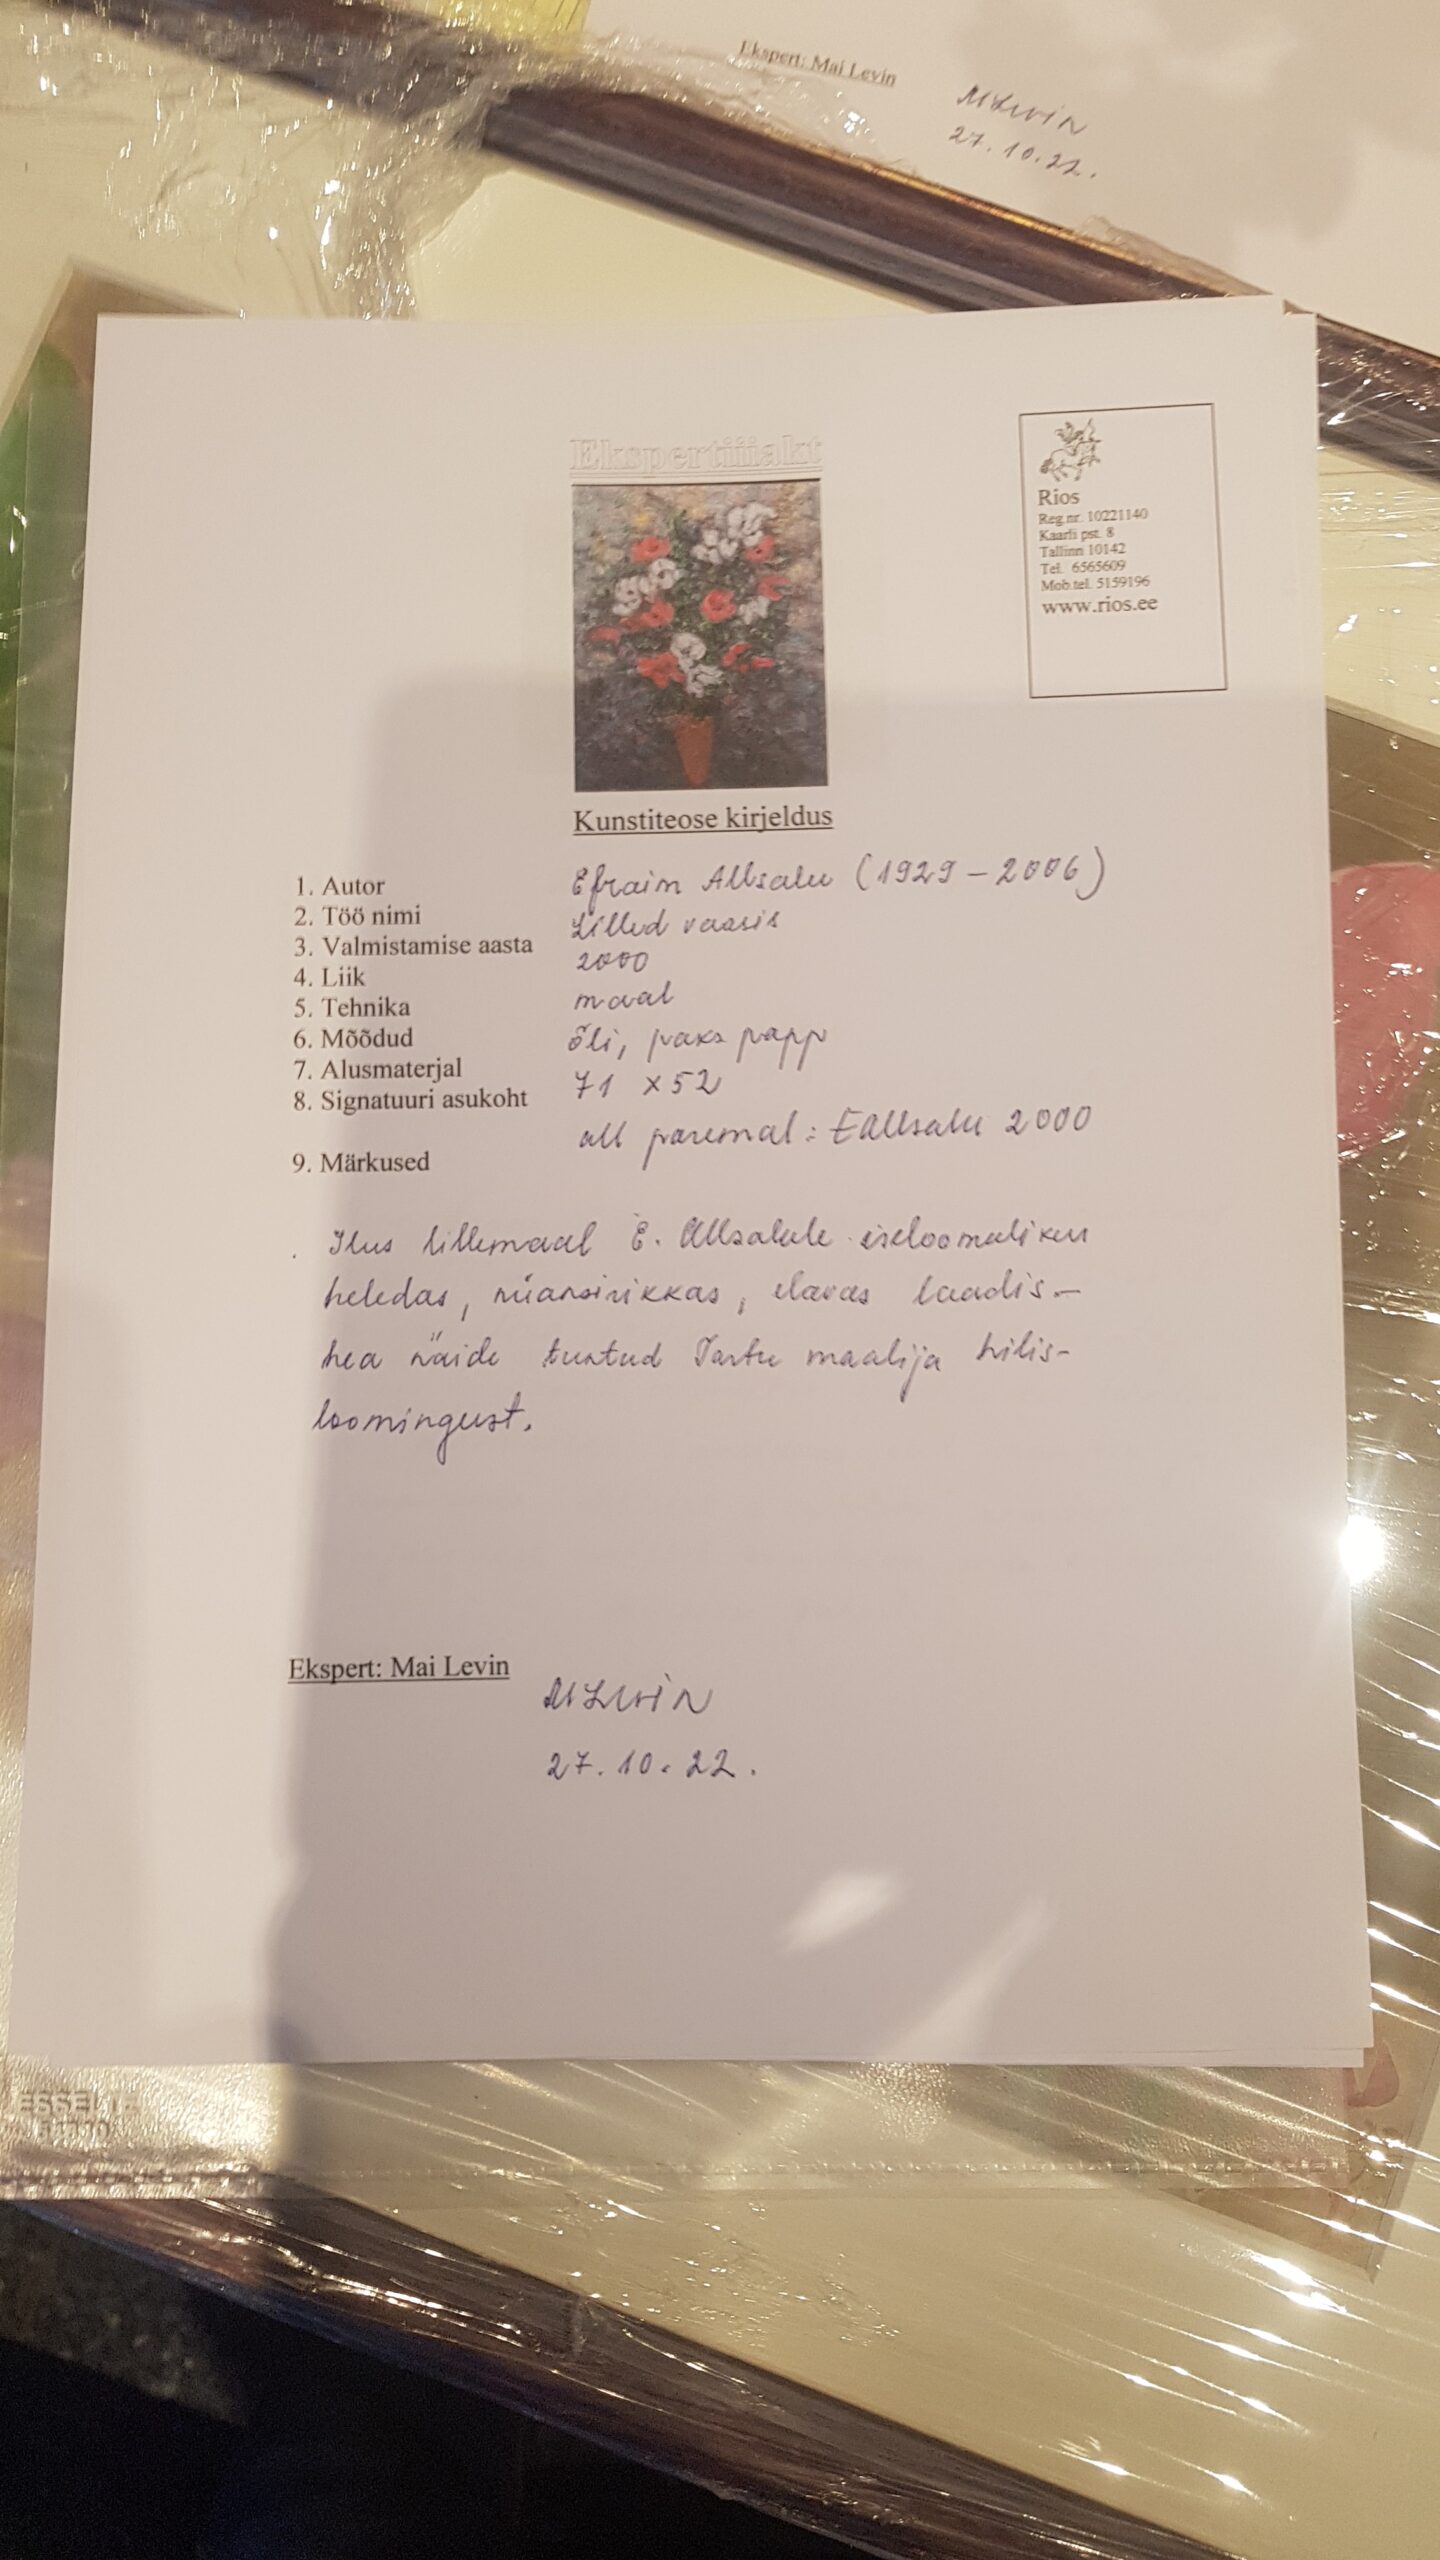 Ekspert: Mai Levin
MLevin
27.10.22.
Ekspertiiiakt
Rios
Reg.nr. 10221140
Kaarli pst. 8
Tallinn 10142
Tel. 6565609
Mob.tel. 5159196
www.rios.ee
Kunstiteose kirjeldus
1. Autor Efraim Allsalu (1929 – 2006)
2. Töö nimi Lilled vaasis
3. Valmistamise aasta 2000
4. Liik maal
5. Tehnika õli, paks papp
6. Mõõdud 71 x 52
7. Alusmaterjal
8. Signatuuri asukoht all paremal: EAllsalu 2000
9. Märkused
Ilus lillemaal E. Allsalule iseloomulikus
heledas, nüansirikkas, elavas laadis –
hea näide tuntud Tartu maalija hilis-
loomingust.
Ekspert: Mai Levin
MLevin
27.10.22.
ESSELTE